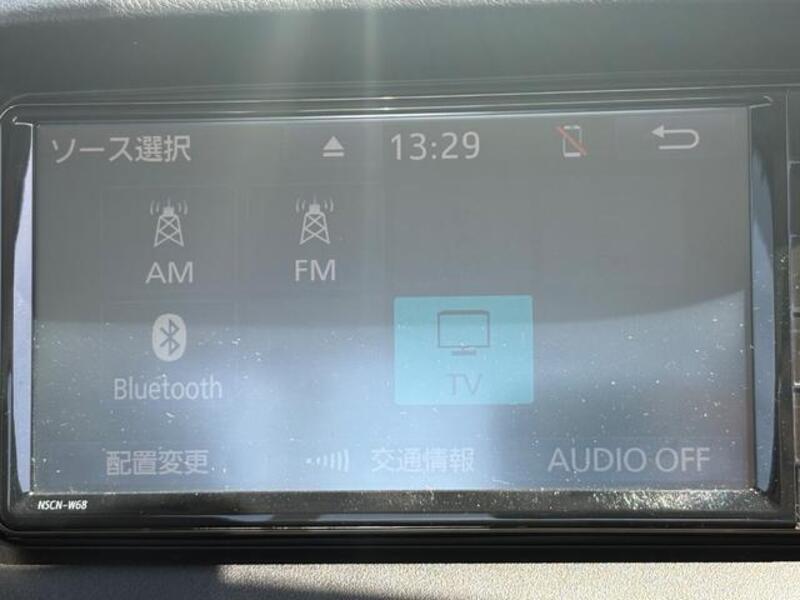 ソース選択 13:29
AM FM
Bluetooth TV
配置変更 交通情報 AUDIO OFF
NSCN-W68